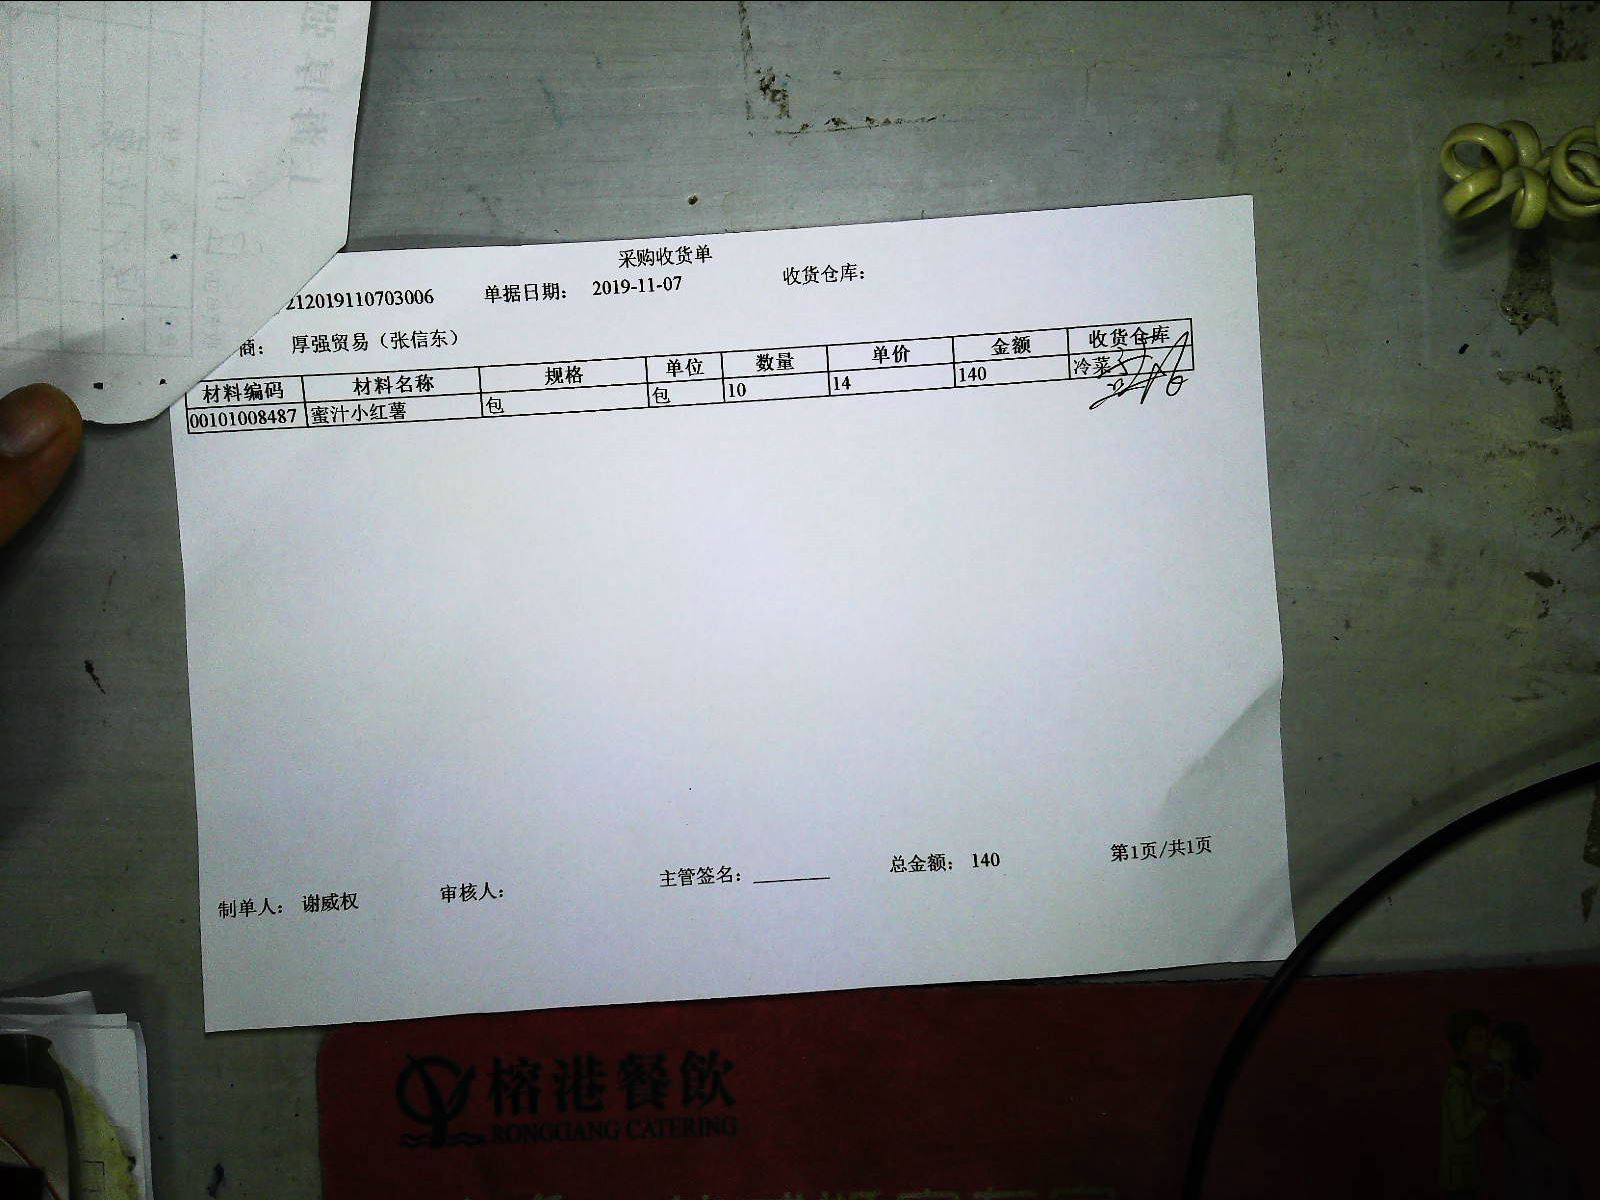 采购收货单
212019110703006 单据日期： 2019-11-07 收货仓库：
商： 厚强贸易（张信东）
材料编码 材料名称 规格 单位 数量 单价 金额 收货仓库
00101008487 蜜汁小红薯 包 包 10 14 140 冷菜
制单人： 谢威权 审核人： 主管签名： 总金额： 140 第1页/共1页
榕港餐飲
RONGGANG CATERING